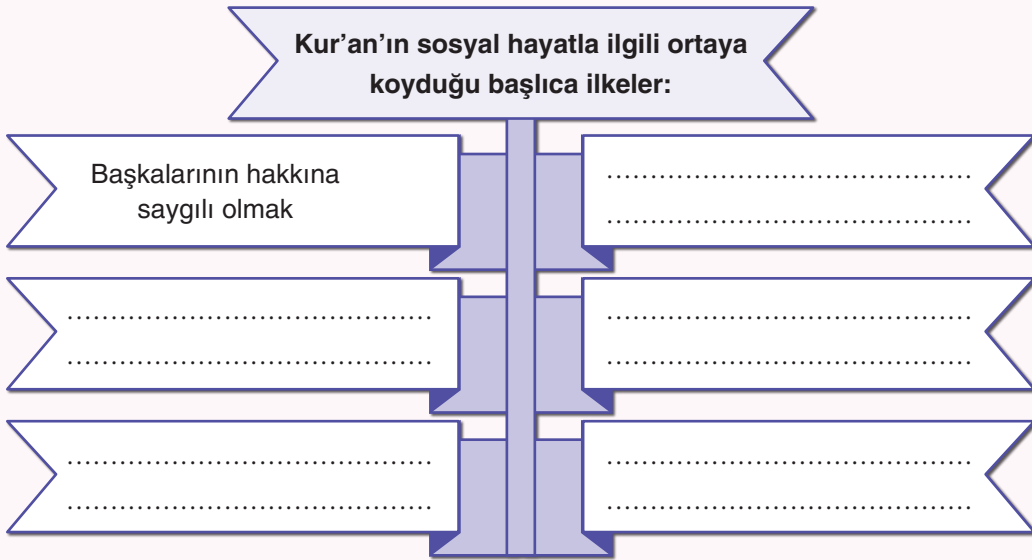 Kur’an’ın sosyal hayatla ilgili ortaya
koyduğu başlıca ilkeler:
Başkalarının hakkına
saygılı olmak
..........................................
..........................................
..........................................
..........................................
..........................................
..........................................
..........................................
..........................................
..........................................
..........................................